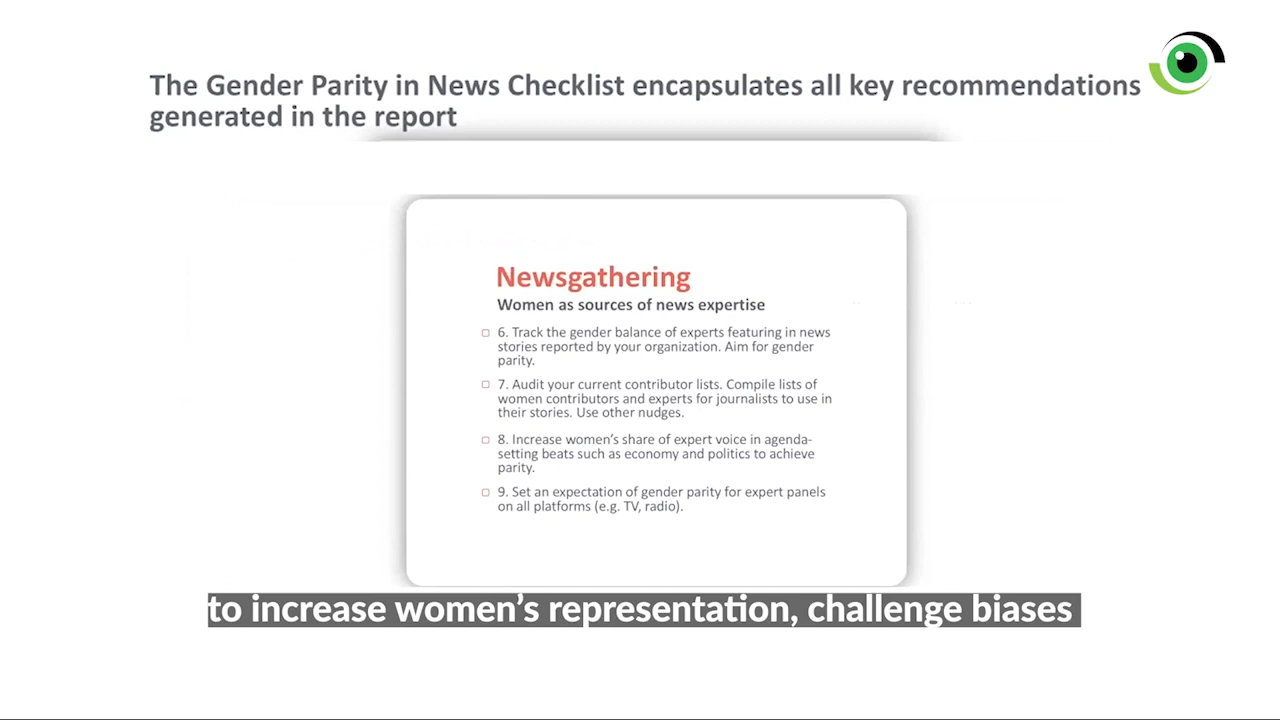 The Gender Parity in News Checklist encapsulates all key recommendations
generated in the report
Newsgathering
Women as sources of news expertise
6. Track the gender balance of experts featuring in news
stories reported by your organization. Aim for gender
parity.
7. Audit your current contributor lists. Compile lists of
women contributors and experts for journalists to use in
their stories. Use other nudges.
8. Increase women’s share of expert voice in agenda-
setting beats such as economy and politics to achieve
parity.
9. Set an expectation of gender parity for expert panels
on all platforms (e.g. TV, radio).
to increase women’s representation, challenge biases